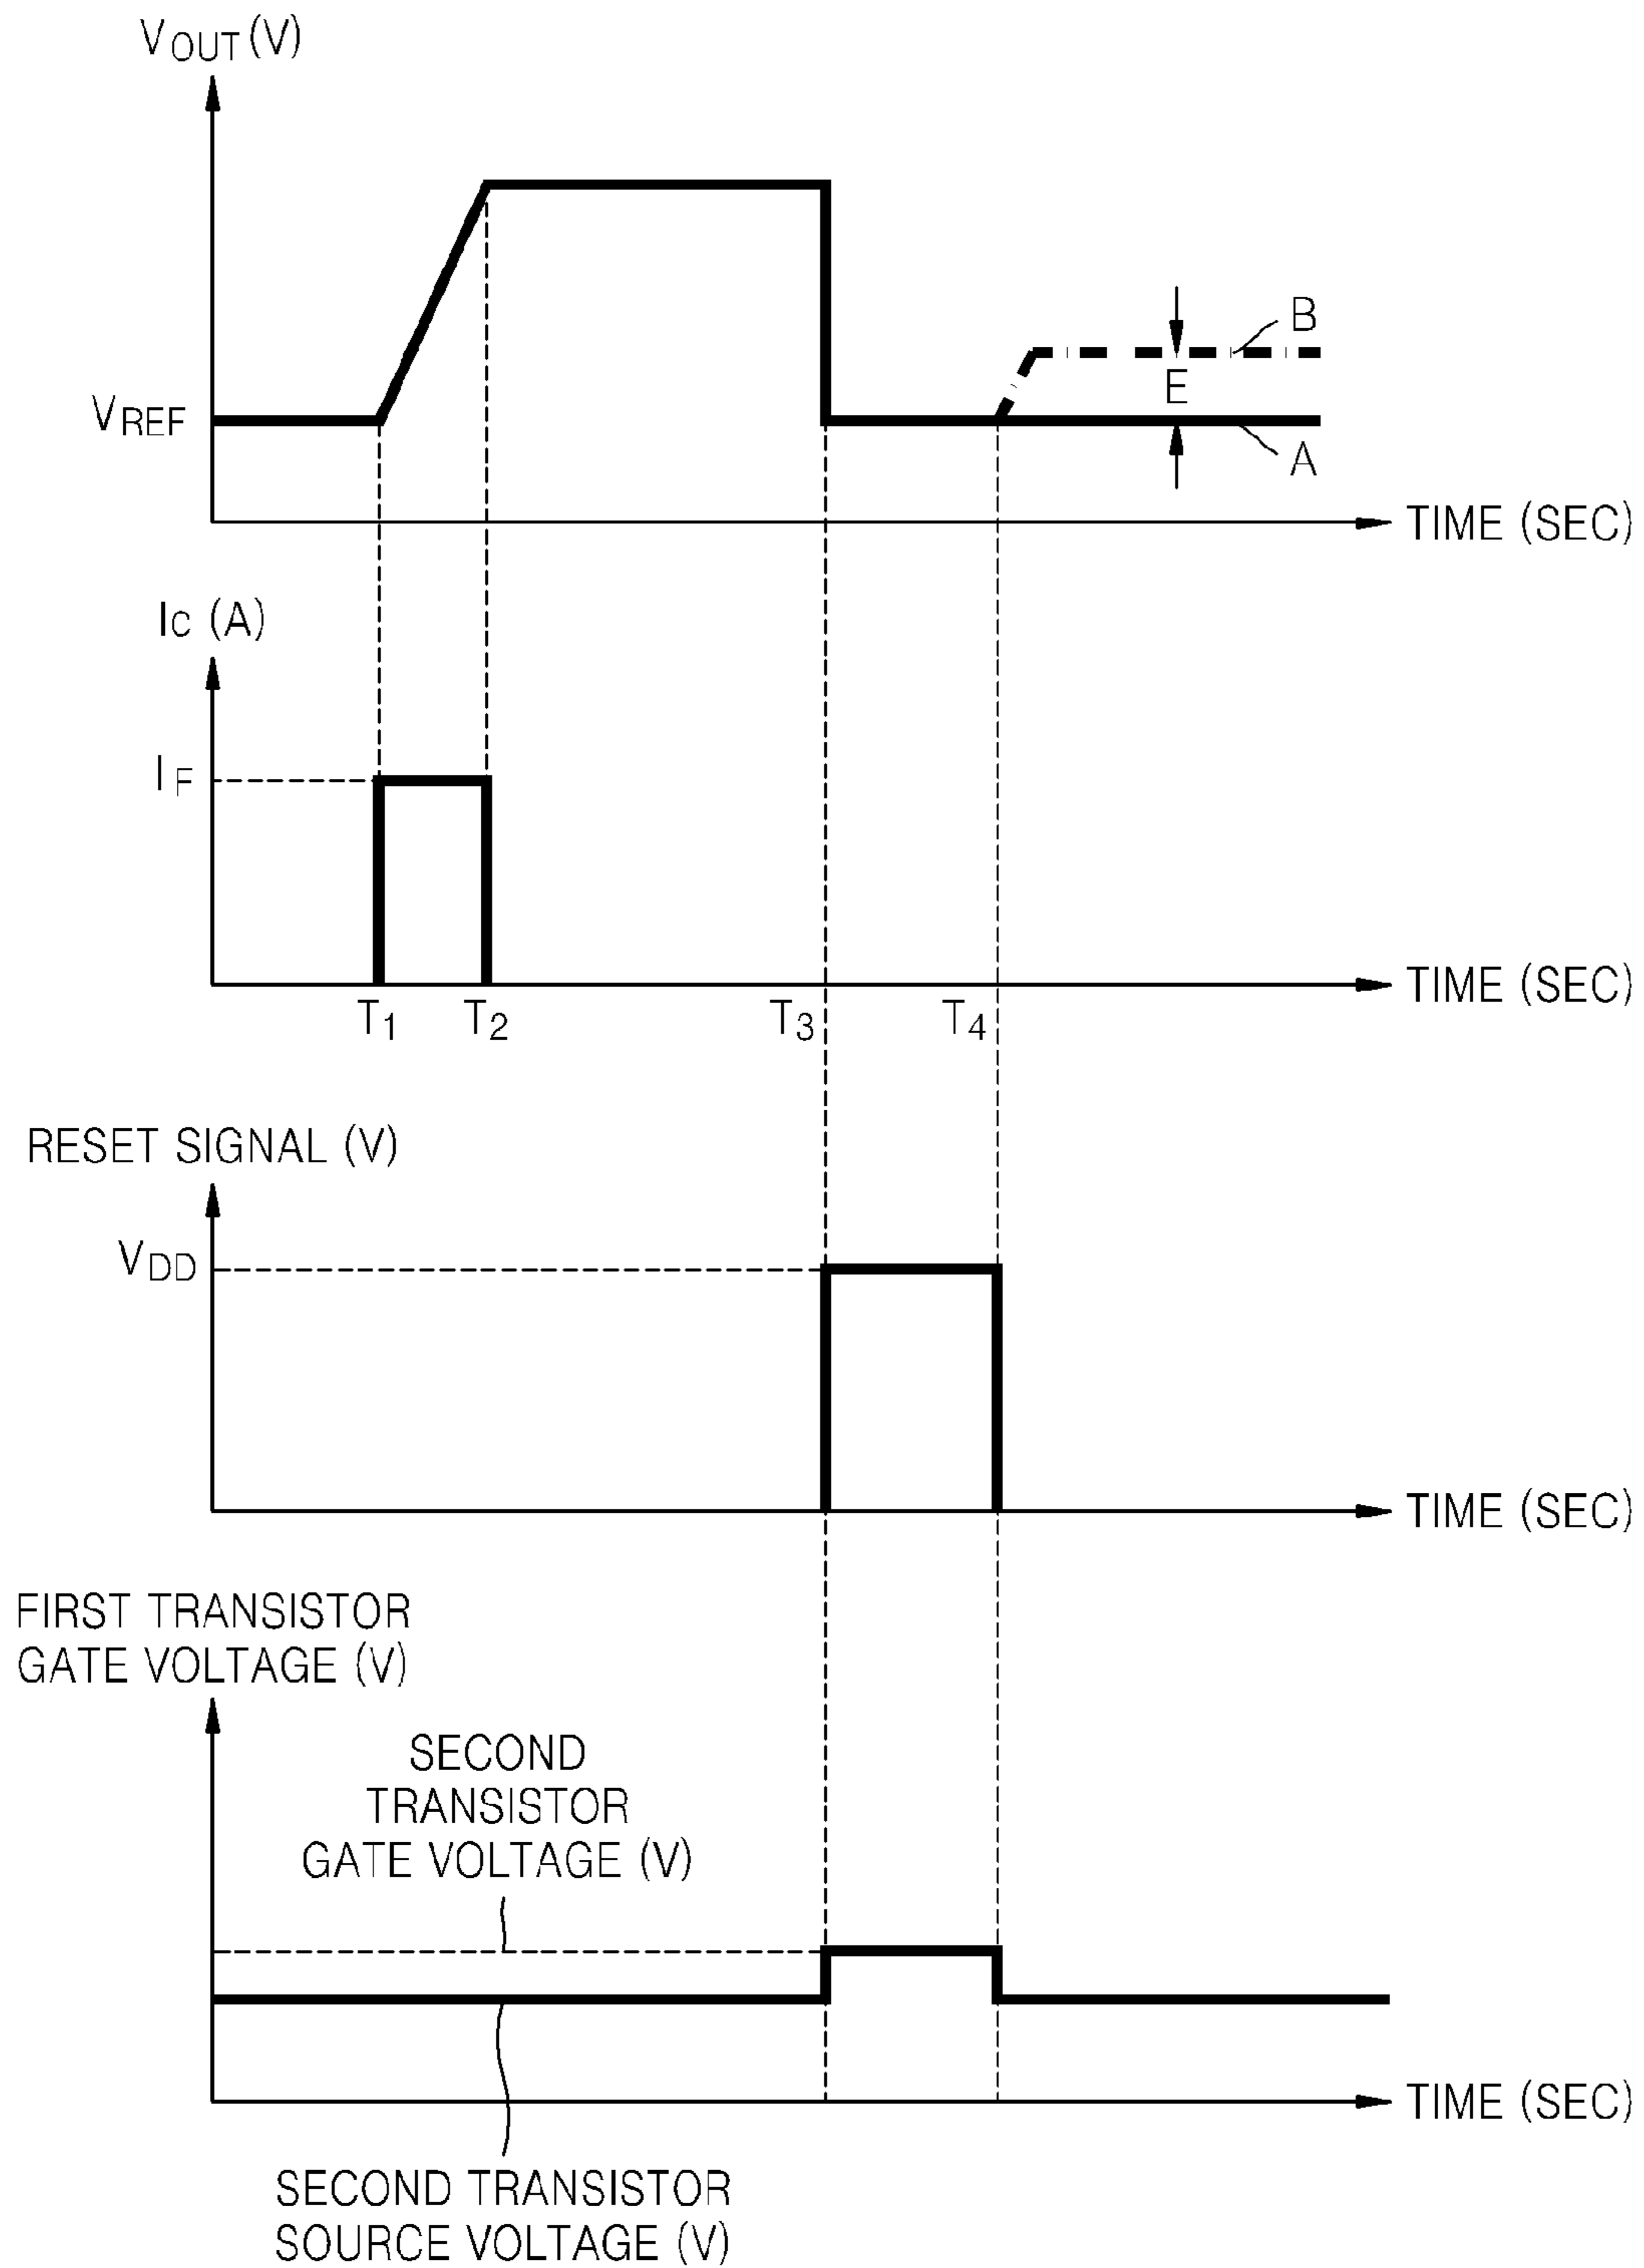 VOUT (V)
B
E
VREF
A
TIME (SEC)
IC (A)
IF
TIME (SEC)
T1 T2 T3 T4
RESET SIGNAL (V)
VDD
TIME (SEC)
FIRST TRANSISTOR
GATE VOLTAGE (V)
SECOND
TRANSISTOR
GATE VOLTAGE (V)
TIME (SEC)
SECOND TRANSISTOR
SOURCE VOLTAGE (V)